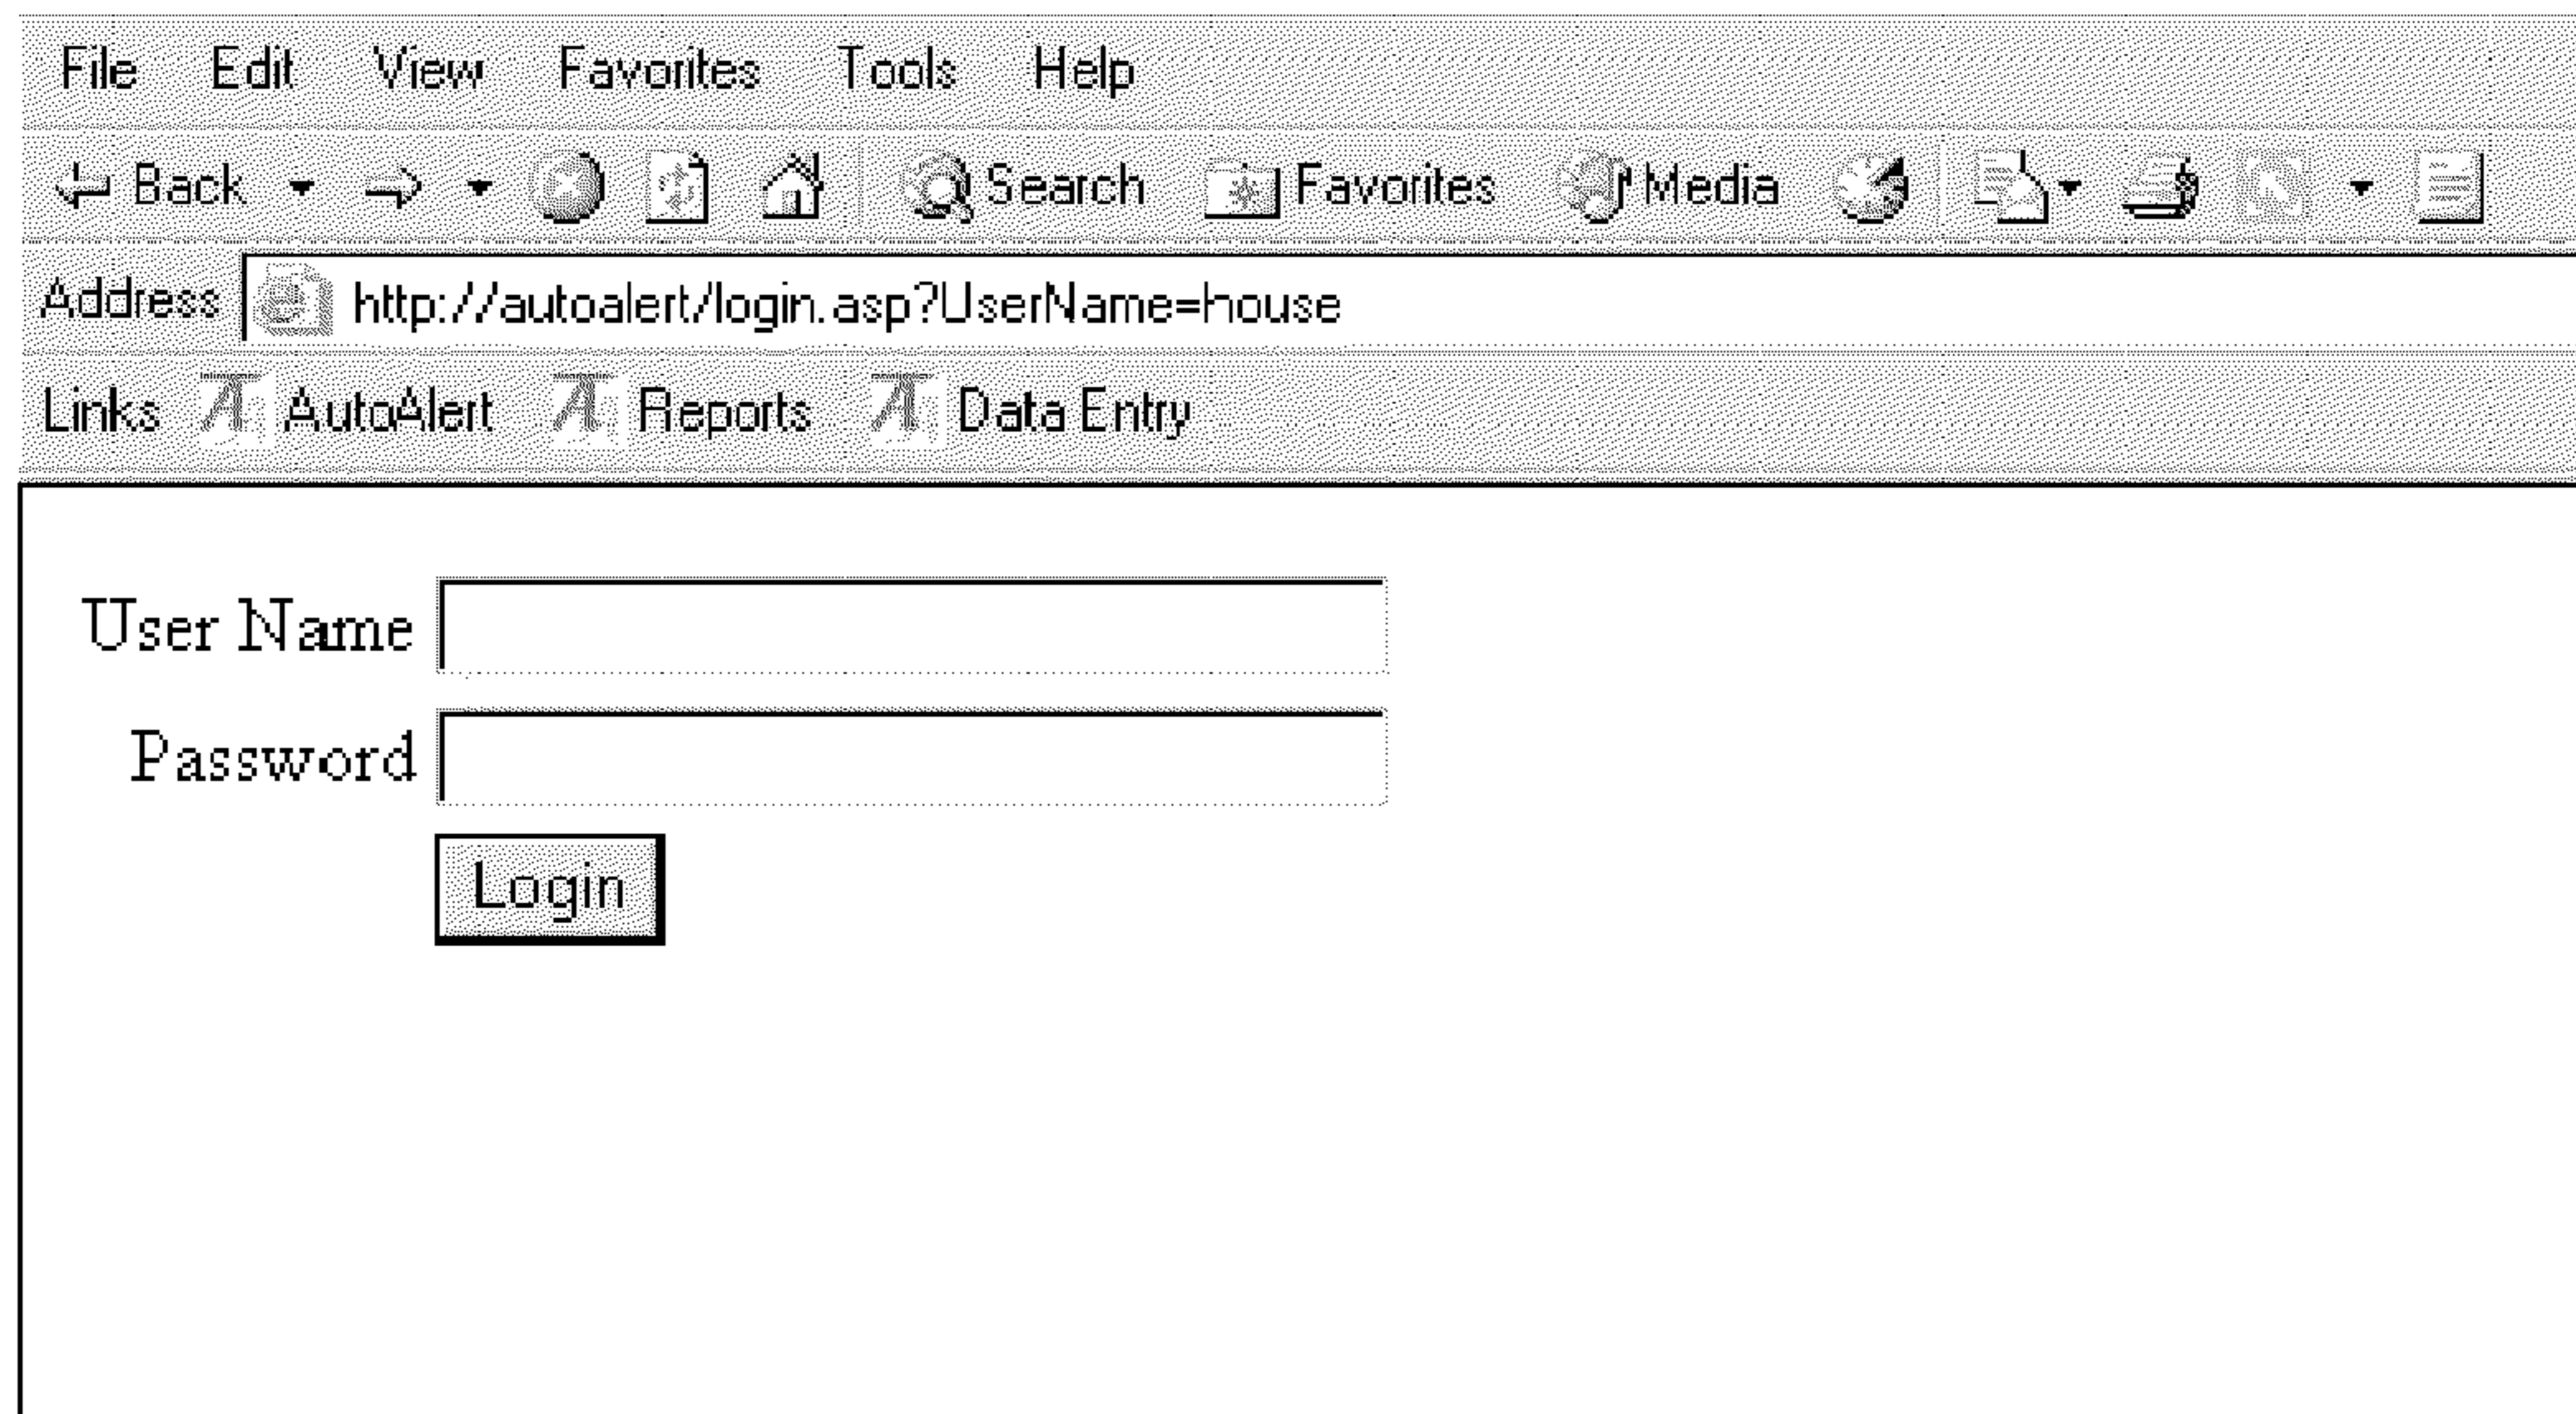 File Edit View Favorites Tools Help
Back Search Favorites Media
Address http://autoalert/login.asp?UserName=house
Links AutoAlert Reports Data Entry
User Name
Password
Login